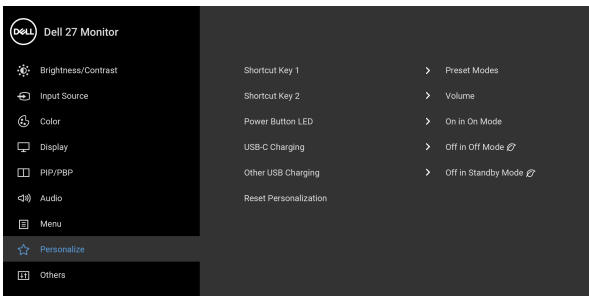 DELL Dell 27 Monitor
Brightness/Contrast
Input Source
Color
Display
PIP/PBP
Audio
Menu
Personalize
Others
Shortcut Key 1 Preset Modes
Shortcut Key 2 Volume
Power Button LED On in On Mode
USB-C Charging Off in Off Mode
Other USB Charging Off in Standby Mode
Reset Personalization